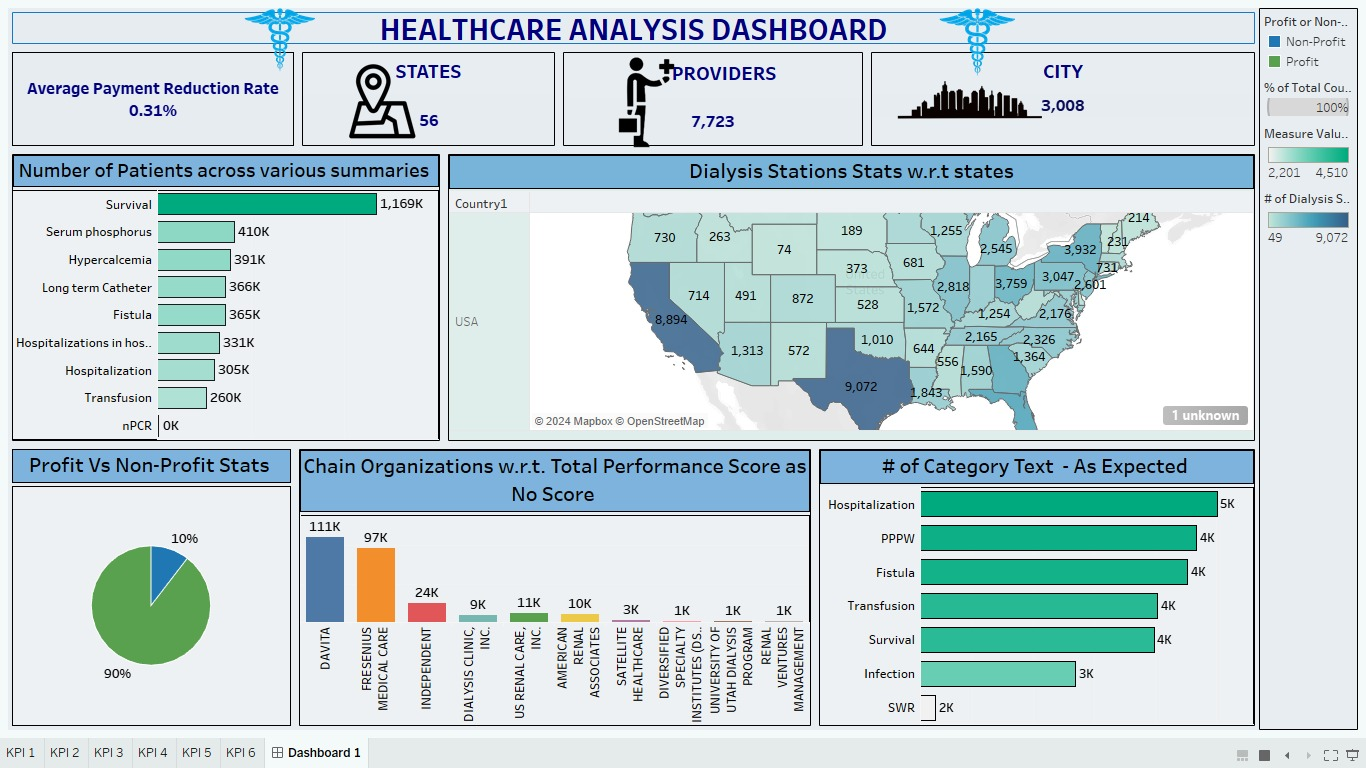 HEALTHCARE ANALYSIS DASHBOARD
Average Payment Reduction Rate
0.31%
STATES
56
PROVIDERS
7,723
CITY
3,008
Profit or Non-..
Non-Profit
Profit
% of Total Cou..
100%
Measure Valu..
2,201 4,510
# of Dialysis S..
49 9,072
Number of Patients across various summaries
Survival 1,169K
Serum phosphorus 410K
Hypercalcemia 391K
Long term Catheter 366K
Fistula 365K
Hospitalizations in hos.. 331K
Hospitalization 305K
Transfusion 260K
nPCR 0K
Dialysis Stations Stats w.r.t states
Country1
USA
214
730 263 189 1,255
74 2,545 3,932 231
373 681 3,047 731
United
States
714 491 872 528 2,818 3,759 2,601
8,894 1,572 1,254 2,176
1,313 572 1,010 644 2,165 2,326
556 1,590 1,364
9,072 1,843
© 2024 Mapbox © OpenStreetMap
1 unknown
Profit Vs Non-Profit Stats
10%
90%
Chain Organizations w.r.t. Total Performance Score as
No Score
111K
97K
24K
9K
11K
10K
3K
1K
1K
1K
DAVITA
FRESENIUS
MEDICAL CARE
INDEPENDENT
DIALYSIS CLINIC,
INC.
US RENAL CARE,
INC.
AMERICAN
RENAL
ASSOCIATES
SATELLITE
HEALTHCARE
DIVERSIFIED
SPECIALTY
INSTITUTES (DS..
UNIVERSITY OF
UTAH DIALYSIS
PROGRAM
RENAL
VENTURES
MANAGEMENT
# of Category Text - As Expected
Hospitalization 5K
PPPW 4K
Fistula 4K
Transfusion 4K
Survival 4K
Infection 3K
SWR 2K
KPI 1
KPI 2
KPI 3
KPI 4
KPI 5
KPI 6
Dashboard 1